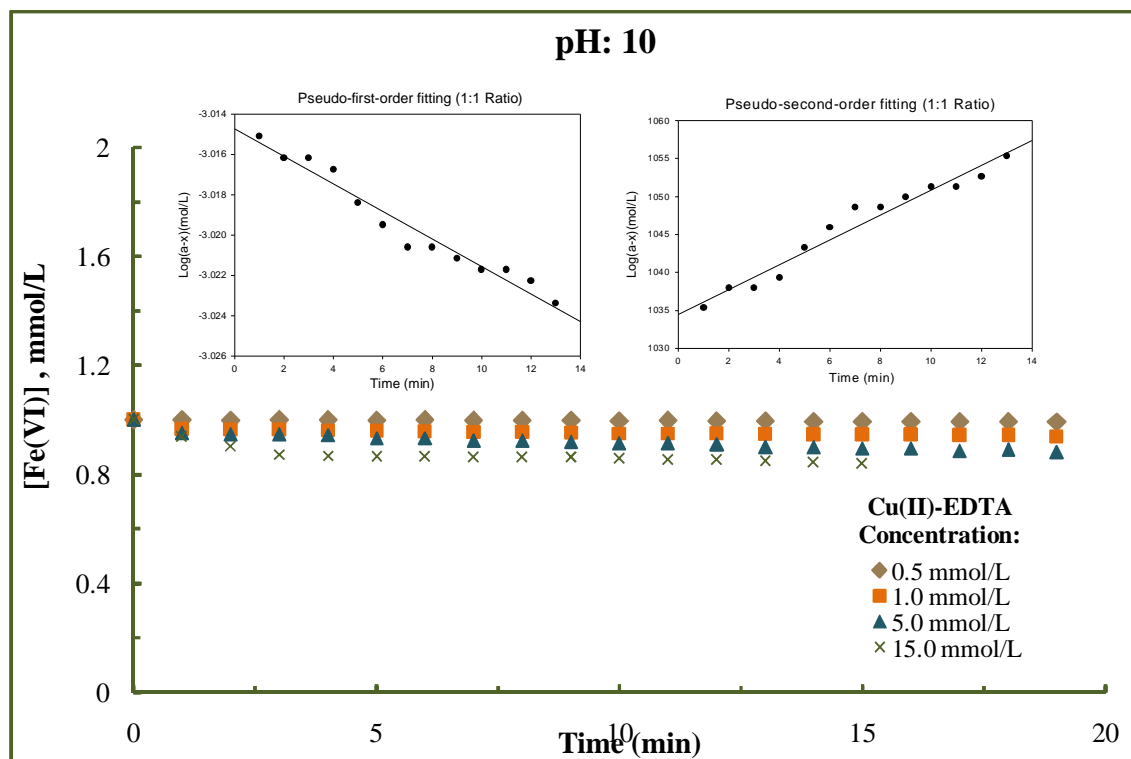 pH: 10
Pseudo-first-order fitting (1:1 Ratio)
-3.014
-3.016
-3.018
-3.020
-3.022
-3.024
-3.026
Log(a-x)(mol/L)
0 2 4 6 8 10 12 14
Time (min)
Pseudo-second-order fitting (1:1 Ratio)
1060
1055
1050
1045
1040
1035
1030
Log(a-x)(mol/L)
0 2 4 6 8 10 12 14
Time (min)
[Fe(VI)] , mmol/L
2
1.6
1.2
0.8
0.4
0
Cu(II)-EDTA
Concentration:
0.5 mmol/L
1.0 mmol/L
5.0 mmol/L
15.0 mmol/L
0 5 10 15 20
Time (min)